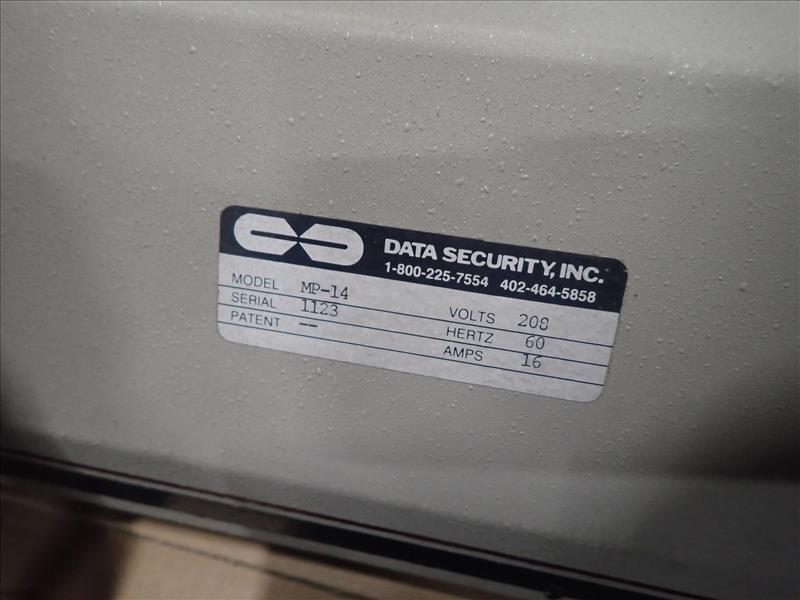 DATA SECURITY, INC.
1-800-225-7554 402-464-5858
MODEL MP-14
SERIAL 1123
PATENT --
VOLTS 208
HERTZ 60
AMPS 16